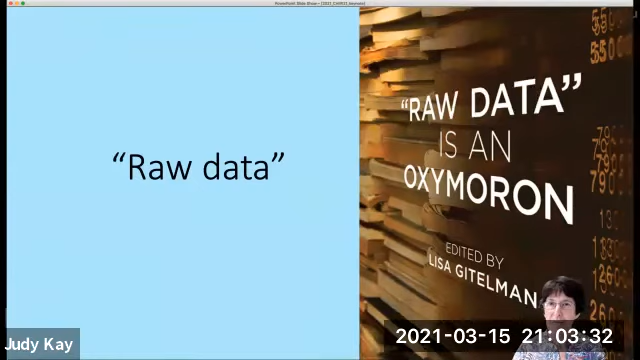 “Raw data”
“RAW DATA”
IS AN
OXYMORON
EDITED BY
LISA GITELMAN
Judy Kay
2021-03-15 21:03:32